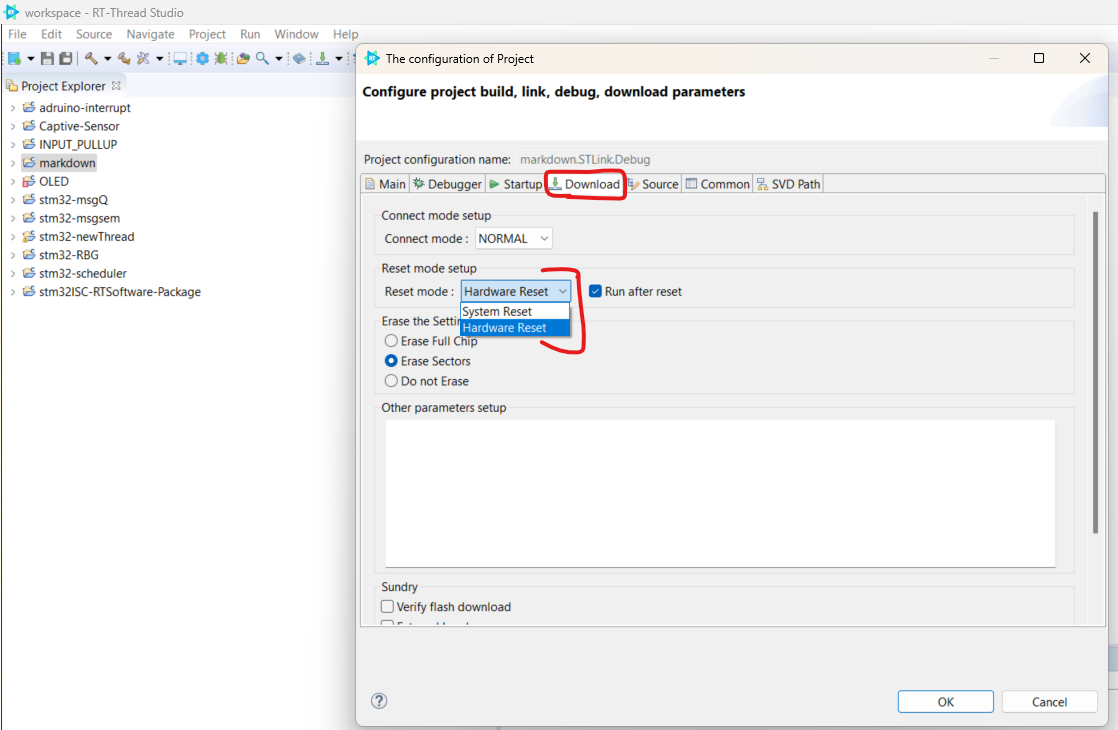 workspace - RT-Thread Studio
File Edit Source Navigate Project Run Window Help
Project Explorer
adruino-interrupt
Captive-Sensor
INPUT_PULLUP
markdown
OLED
stm32-msgQ
stm32-msgsem
stm32-newThread
stm32-RBG
stm32-scheduler
stm32ISC-RTSoftware-Package
The configuration of Project
Configure project build, link, debug, download parameters
Project configuration name: markdown.STLink.Debug
Main Debugger Startup Download Source Common SVD Path
Connect mode setup
Connect mode : NORMAL
Reset mode setup
Reset mode : Hardware Reset Run after reset
System Reset
Hardware Reset
Erase the Settin
Erase Full Chip
Erase Sectors
Do not Erase
Other parameters setup
Sundry
Verify flash download
OK Cancel